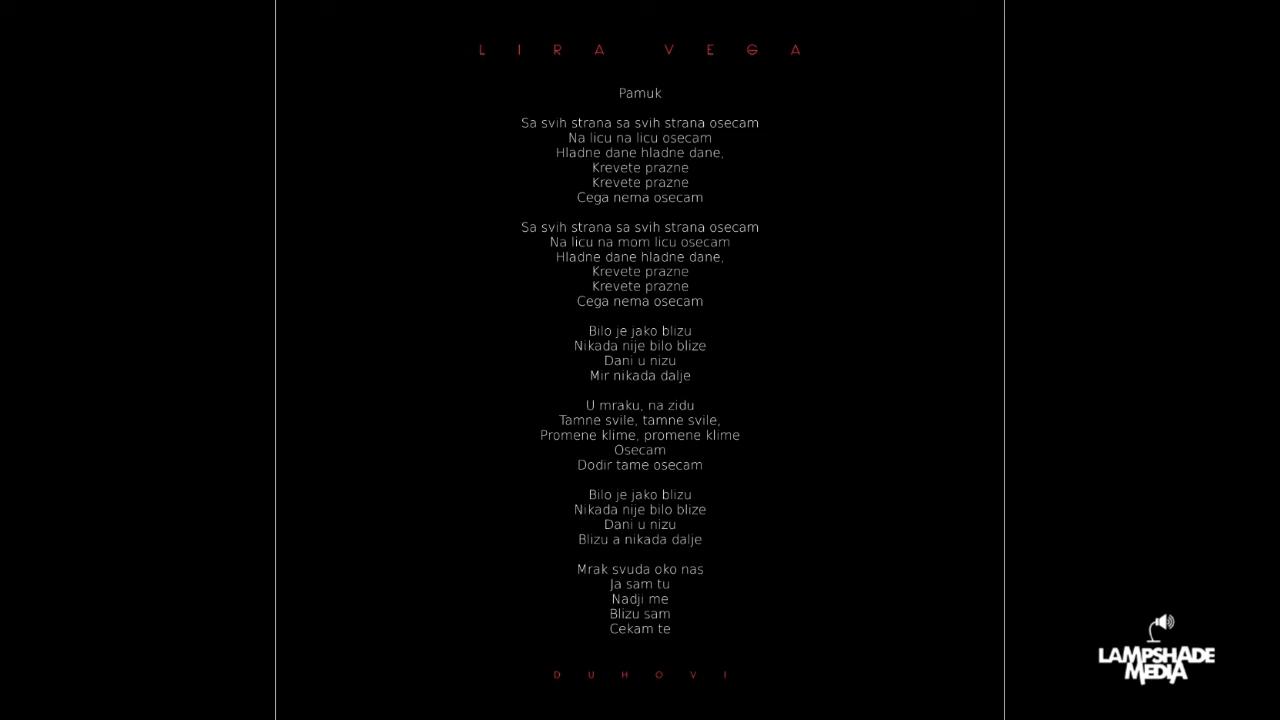 LIRA VEGA
Pamuk
Sa svih strana sa svih strana osecam
Na licu na licu osecam
Hladne dane hladne dane,
Krevete prazne
Krevete prazne
Cega nema osecam
Sa svih strana sa svih strana osecam
Na licu na mom licu osecam
Hladne dane hladne dane,
Krevete prazne
Krevete prazne
Cega nema osecam
Bilo je jako blizu
Nikada nije bilo blize
Dani u nizu
Mir nikada dalje
U mraku, na zidu
Tamne svile, tamne svile,
Promene klime, promene klime
Osecam
Dodir tame osecam
Bilo je jako blizu
Nikada nije bilo blize
Dani u nizu
Blizu a nikada dalje
Mrak svuda oko nas
Ja sam tu
Nadji me
Blizu sam
Cekam te
DUHOVI
LAMPSHADE
MEDIA